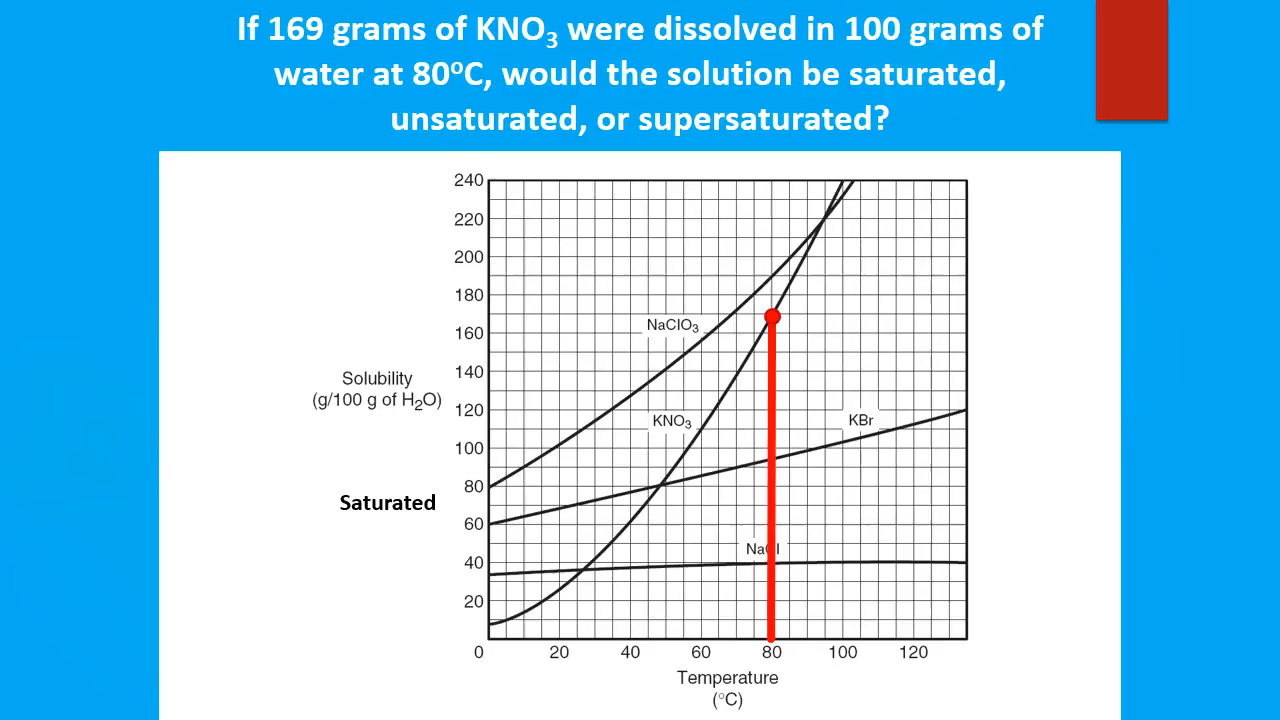 If 169 grams of KNO₃ were dissolved in 100 grams of
water at 80ºC, would the solution be saturated,
unsaturated, or supersaturated?
240
220
200
180
160
140
120
100
80
60
40
20
Solubility
(g/100 g of H₂O)
Saturated
NaClO₃
KNO₃
KBr
NaCl
0 20 40 60 80 100 120
Temperature
(°C)